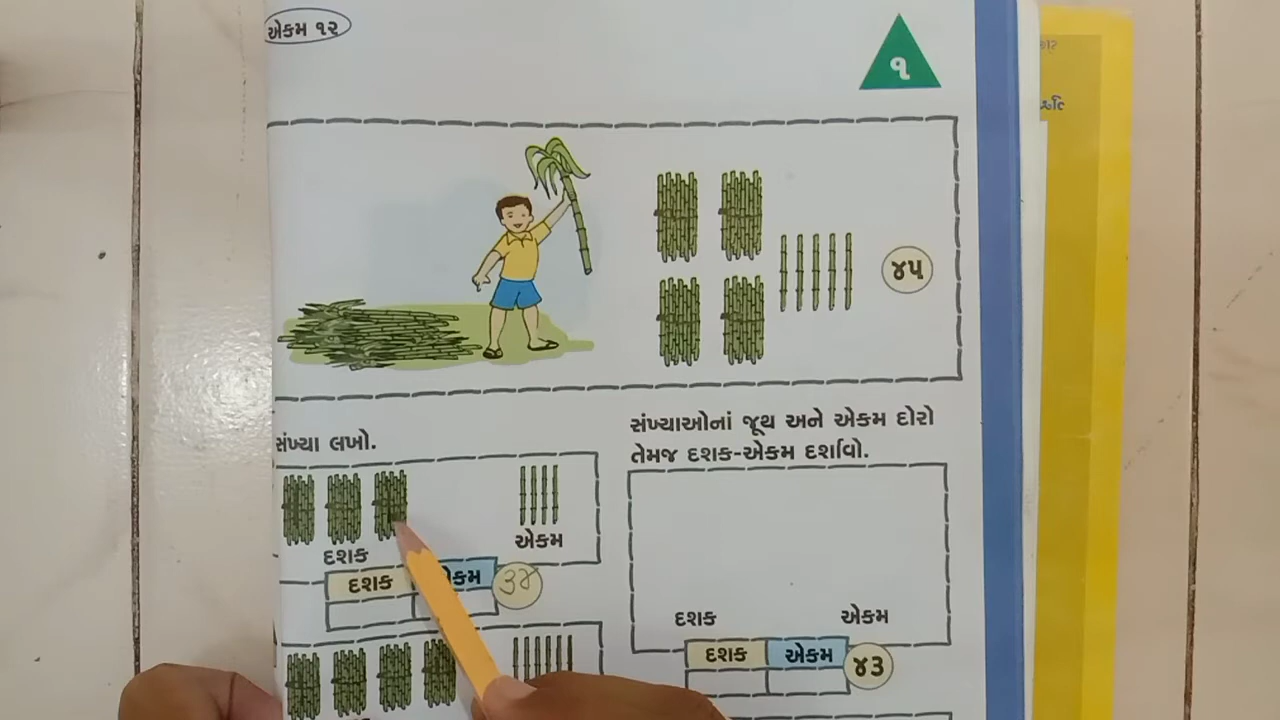 એકમ ૧૨
૧
૪૫
સંખ્યા લખો.
દશક
એકમ
દશક
૩૪
સંખ્યાઓનાં જૂથ અને એકમ દોરો
તેમજ દશક-એકમ દર્શાવો.
દશક એકમ
દશક એકમ ૪૩